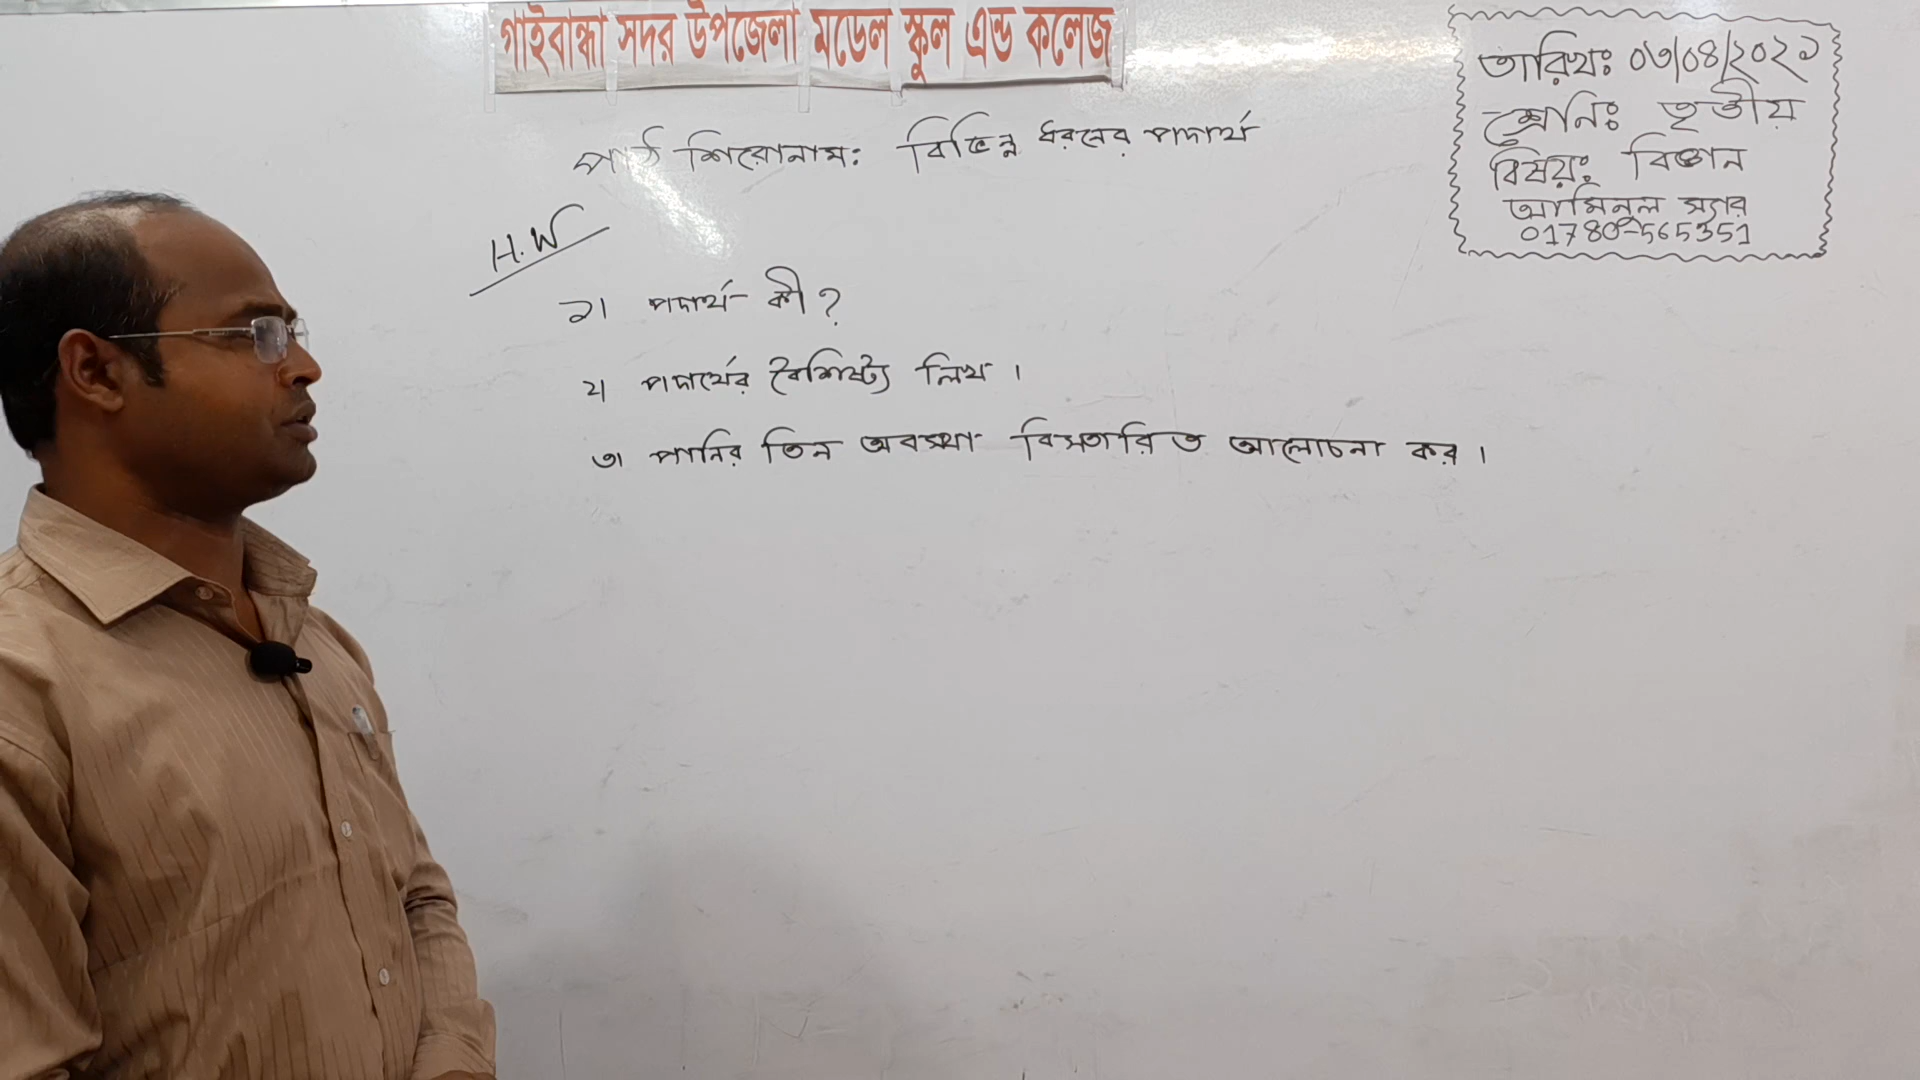 গাইবান্ধা সদর উপজেলা মডেল স্কুল এন্ড কলেজ
তারিখঃ ০৩/০৪/২০২১
শ্রেনিঃ তৃতীয়
বিষয়ঃ বিজ্ঞান
আমিনুল স্যার
01780-565351
পাঠ শিরোনাম: বিভিন্ন ধরনের পদার্থ
H.W
১। পদার্থ কী?
২। পদার্থের বৈশিষ্ট্য লিখ।
৩। পানির তিন অবস্থা বিসতারিত আলোচনা কর।